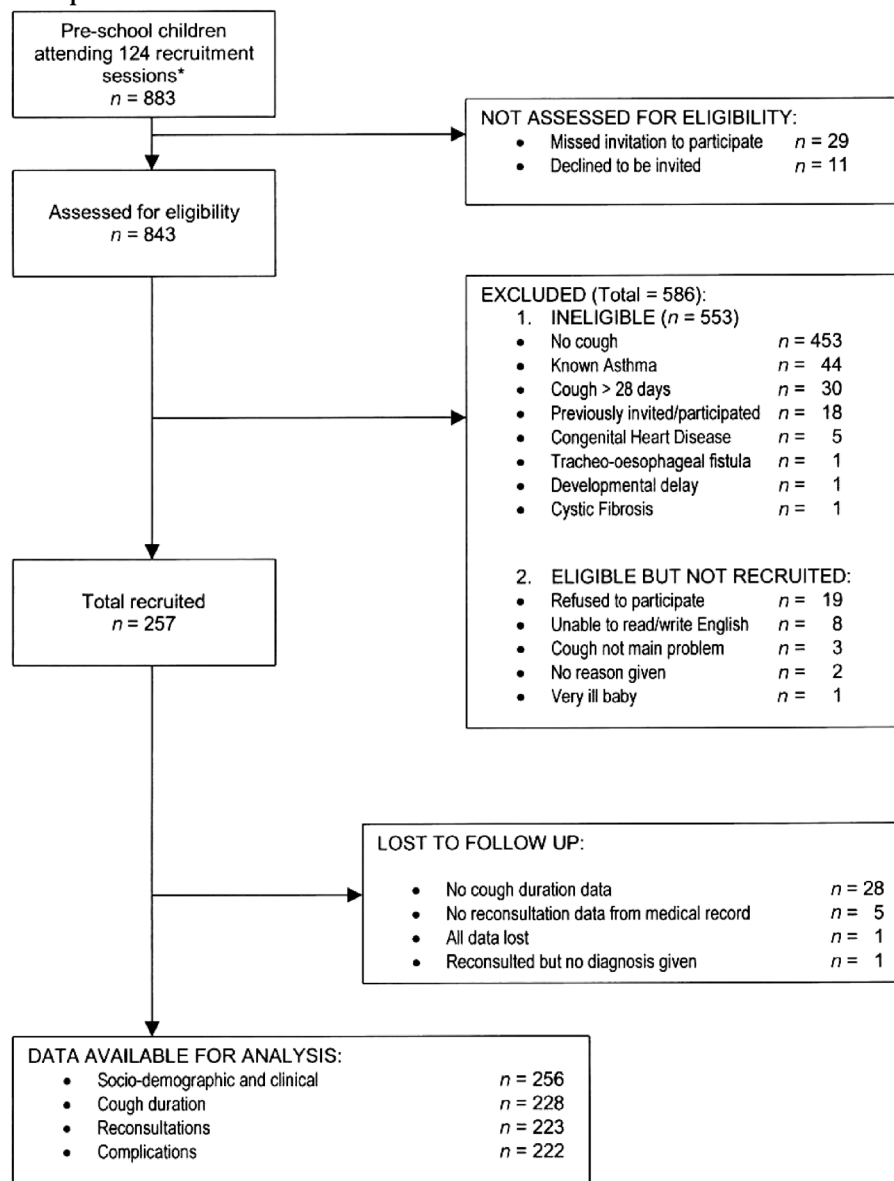 Pre-school children
attending 124 recruitment
sessions*
n = 883
NOT ASSESSED FOR ELIGIBILITY:
• Missed invitation to participate n = 29
• Declined to be invited n = 11
Assessed for eligibility
n = 843
EXCLUDED (Total = 586):
1. INELIGIBLE (n = 553)
• No cough n = 453
• Known Asthma n = 44
• Cough > 28 days n = 30
• Previously invited/participated n = 18
• Congenital Heart Disease n = 5
• Tracheo-oesophageal fistula n = 1
• Developmental delay n = 1
• Cystic Fibrosis n = 1
2. ELIGIBLE BUT NOT RECRUITED:
• Refused to participate n = 19
• Unable to read/write English n = 8
• Cough not main problem n = 3
• No reason given n = 2
• Very ill baby n = 1
Total recruited
n = 257
LOST TO FOLLOW UP:
• No cough duration data n = 28
• No reconsultation data from medical record n = 5
• All data lost n = 1
• Reconsulted but no diagnosis given n = 1
DATA AVAILABLE FOR ANALYSIS:
• Socio-demographic and clinical n = 256
• Cough duration n = 228
• Reconsultations n = 223
• Complications n = 222